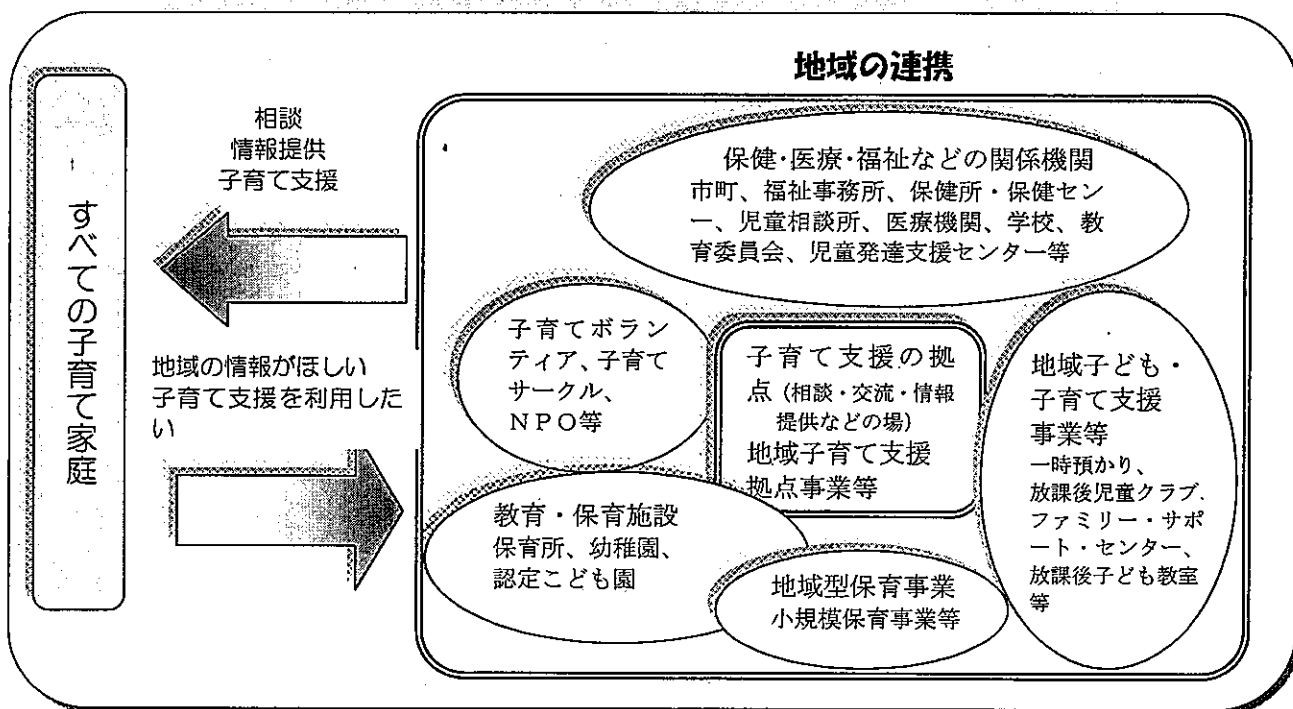 地域の連携
すべての子育て家庭
相談
情報提供
子育て支援
地域の情報がほしい
子育て支援を利用した
い
保健・医療・福祉などの関係機関
市町、福祉事務所、保健所・保健セン
ー、児童相談所、医療機関、学校、教
育委員会、児童発達支援センター等
子育てボラン
ティア、子育て
サークル、
ＮＰＯ等
子育て支援の拠
点（相談・交流・情報
提供などの場）
地域子育て支援
拠点事業等
地域子ども・
子育て支援
事業等
一時預かり、
放課後児童クラブ、
ファミリー・サポ
ート・センター、
放課後子ども教室
等
教育・保育施設
保育所、幼稚園、
認定こども園
地域型保育事業
小規模保育事業等